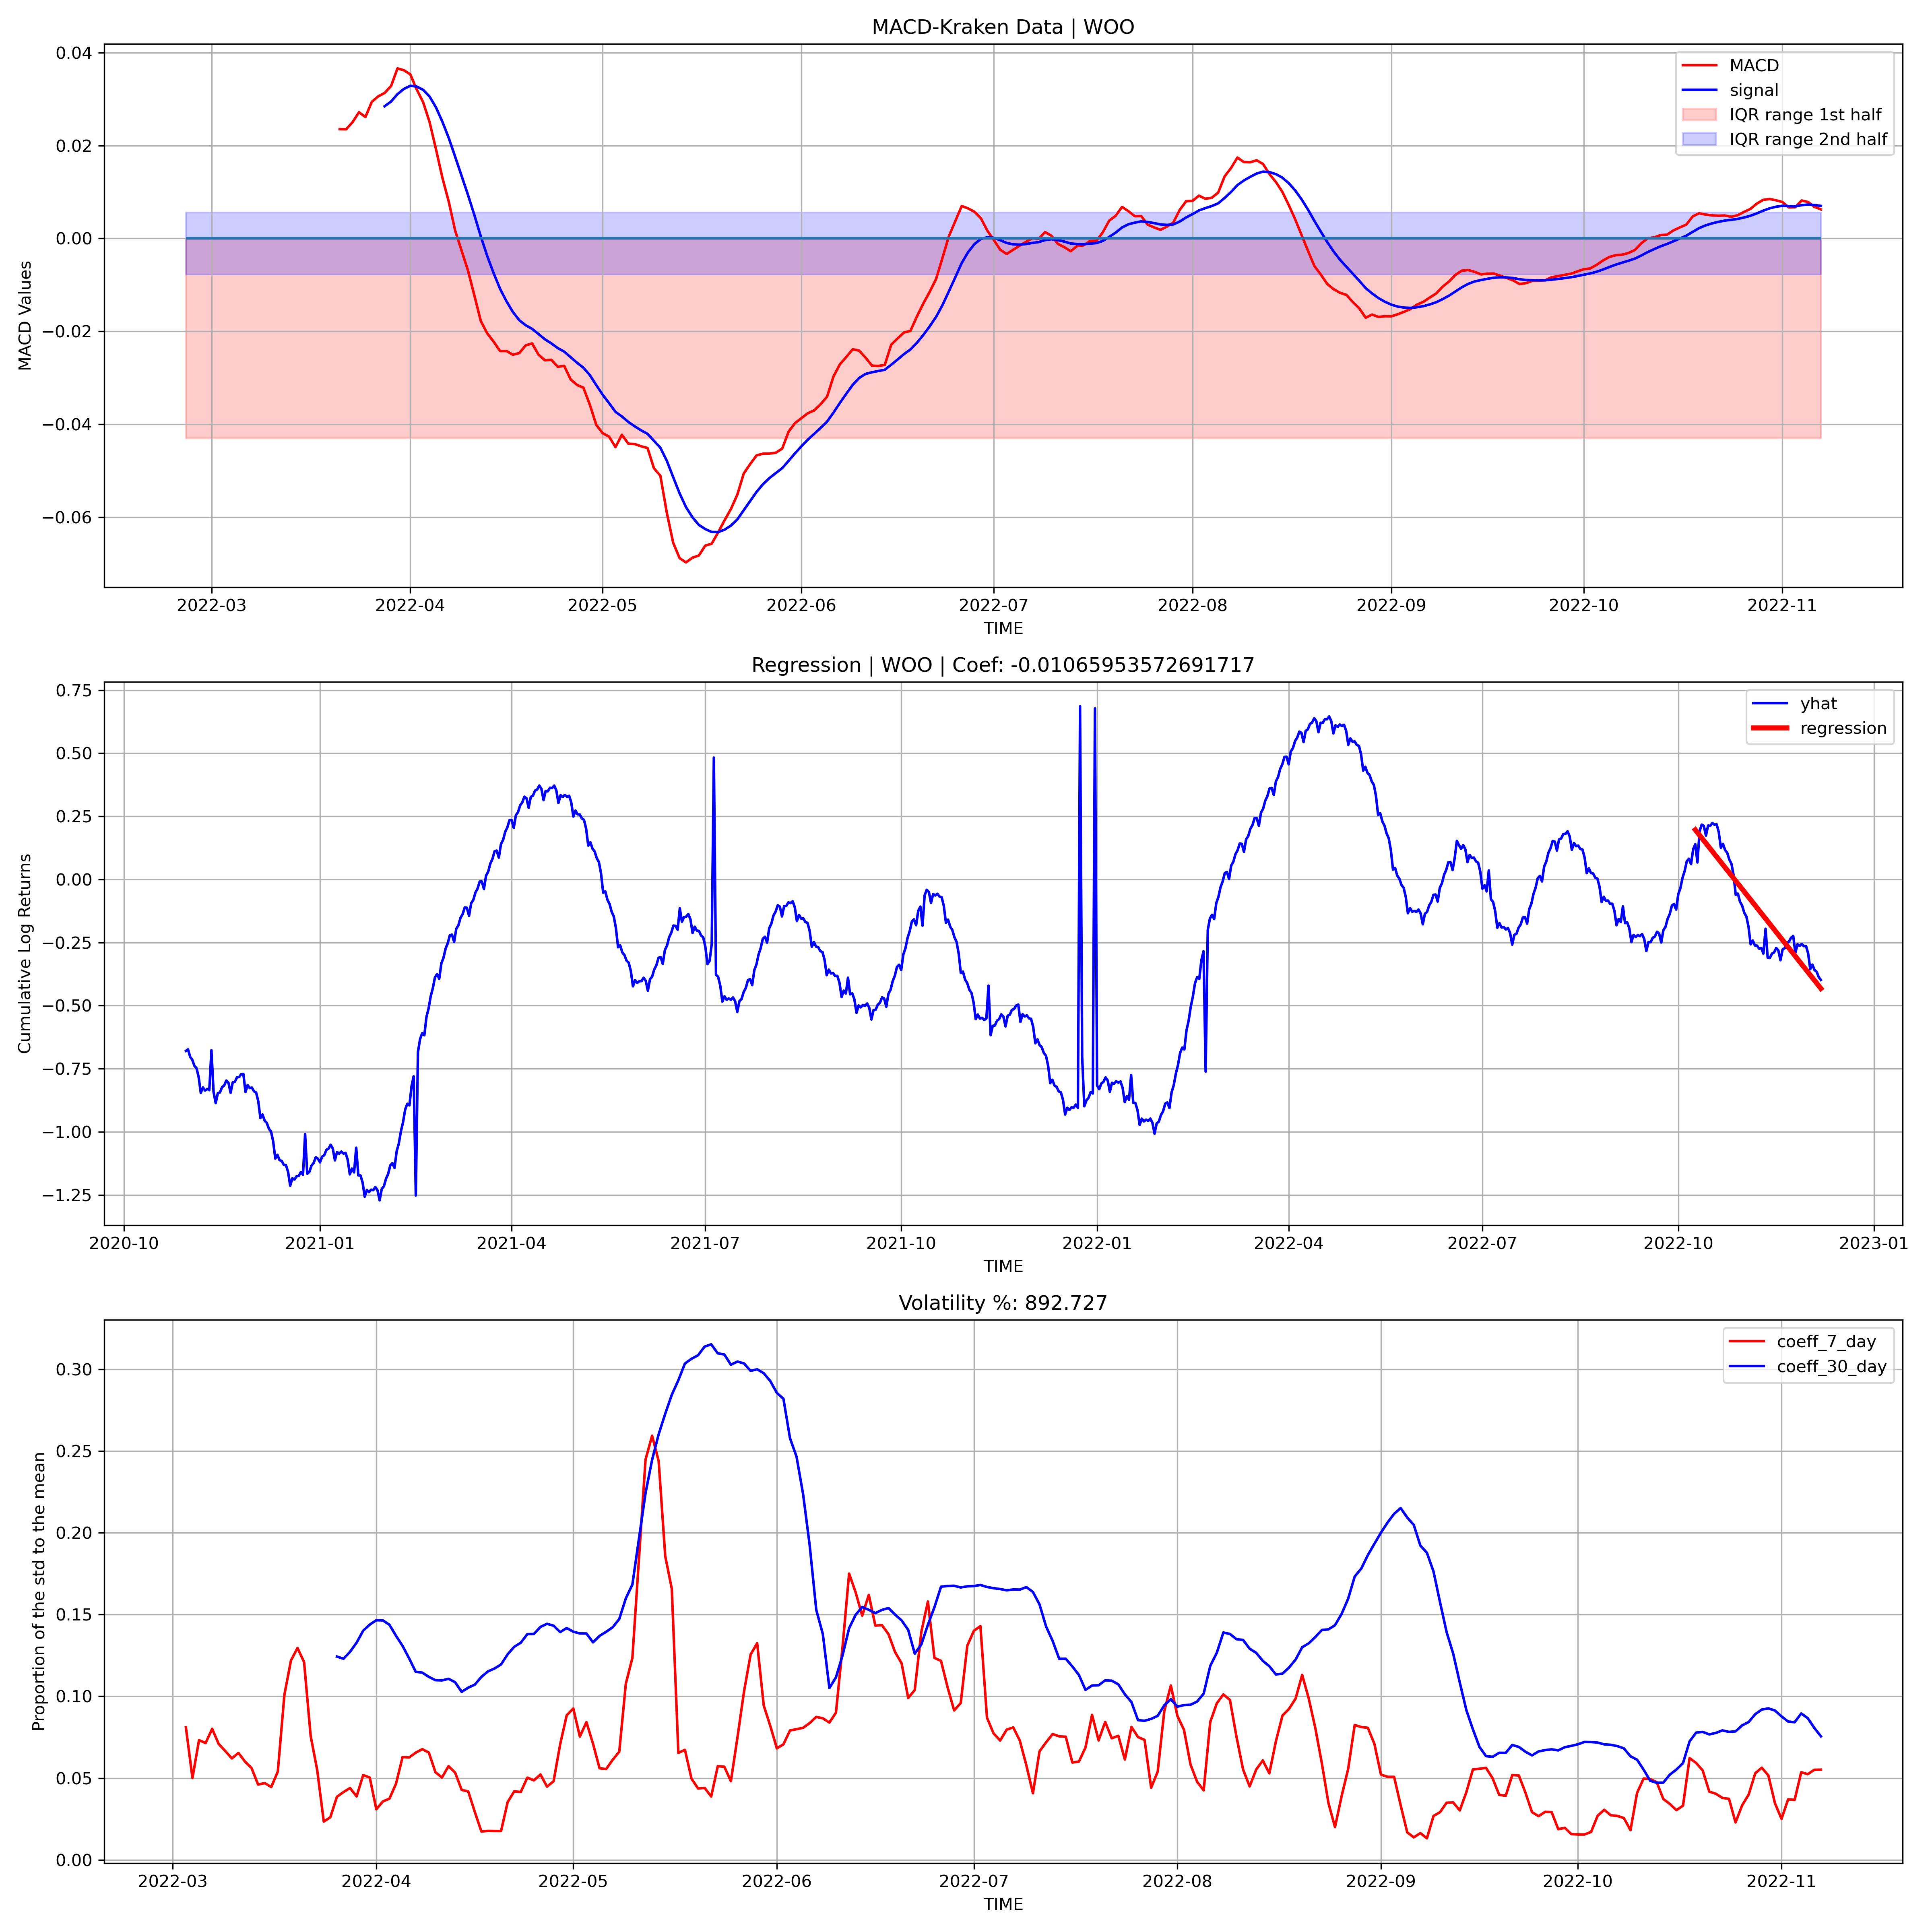 MACD-Kraken Data | WOO
MACD
signal
IQR range 1st half
IQR range 2nd half
0.04
0.02
0.00
−0.02
−0.04
−0.06
MACD Values
2022-03
2022-04
2022-05
2022-06
2022-07
2022-08
2022-09
2022-10
2022-11
TIME
Regression | WOO | Coef: -0.01065953572691717
yhat
regression
0.75
0.50
0.25
0.00
−0.25
−0.50
−0.75
−1.00
−1.25
Cumulative Log Returns
2020-10
2021-01
2021-04
2021-07
2021-10
2022-01
2022-04
2022-07
2022-10
2023-01
TIME
Volatility %: 892.727
coeff_7_day
coeff_30_day
0.30
0.25
0.20
0.15
0.10
0.05
0.00
Proportion of the std to the mean
2022-03
2022-04
2022-05
2022-06
2022-07
2022-08
2022-09
2022-10
2022-11
TIME